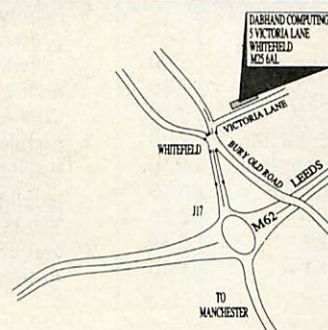 DABHAND COMPUTING
5 VICTORIA LANE
WHITEFIELD
M25 6AL
VICTORIA LANE
WHITEFIELD
BURY OLD ROAD
LEEDS
J17
M62
TO
MANCHESTER